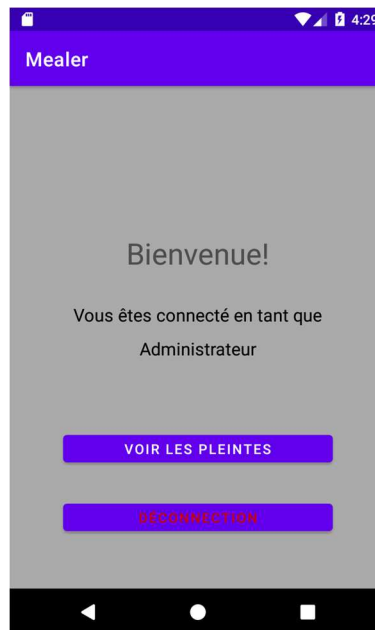 4:29
Mealer
Bienvenue!
Vous êtes connecté en tant que
Administrateur
VOIR LES PLEINTES
DECONNECTION